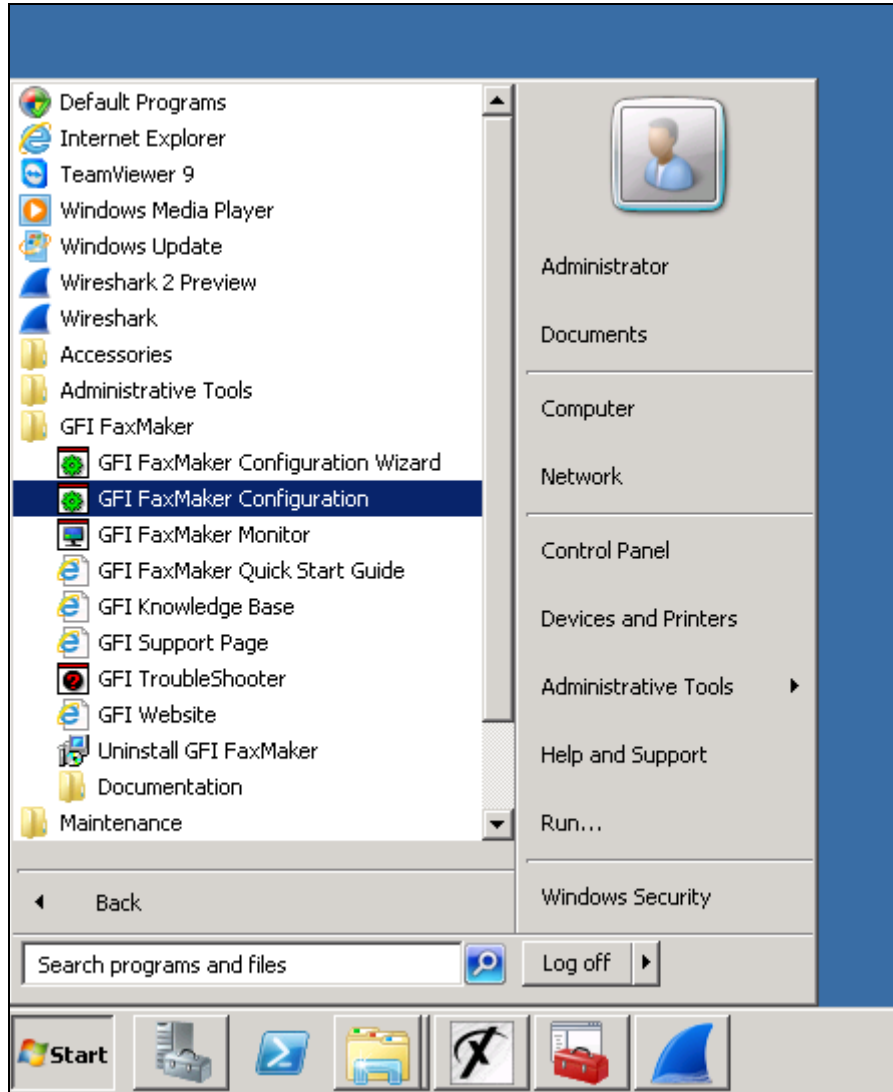 Default Programs
Internet Explorer
TeamViewer 9
Windows Media Player
Windows Update
Wireshark 2 Preview
Wireshark
Accessories
Administrative Tools
GFI FaxMaker
GFI FaxMaker Configuration Wizard
GFI FaxMaker Configuration
GFI FaxMaker Monitor
GFI FaxMaker Quick Start Guide
GFI Knowledge Base
GFI Support Page
GFI TroubleShooter
GFI Website
Uninstall GFI FaxMaker
Documentation
Maintenance
Back
Search programs and files
Administrator
Documents
Computer
Network
Control Panel
Devices and Printers
Administrative Tools
Help and Support
Run...
Windows Security
Log off
Start